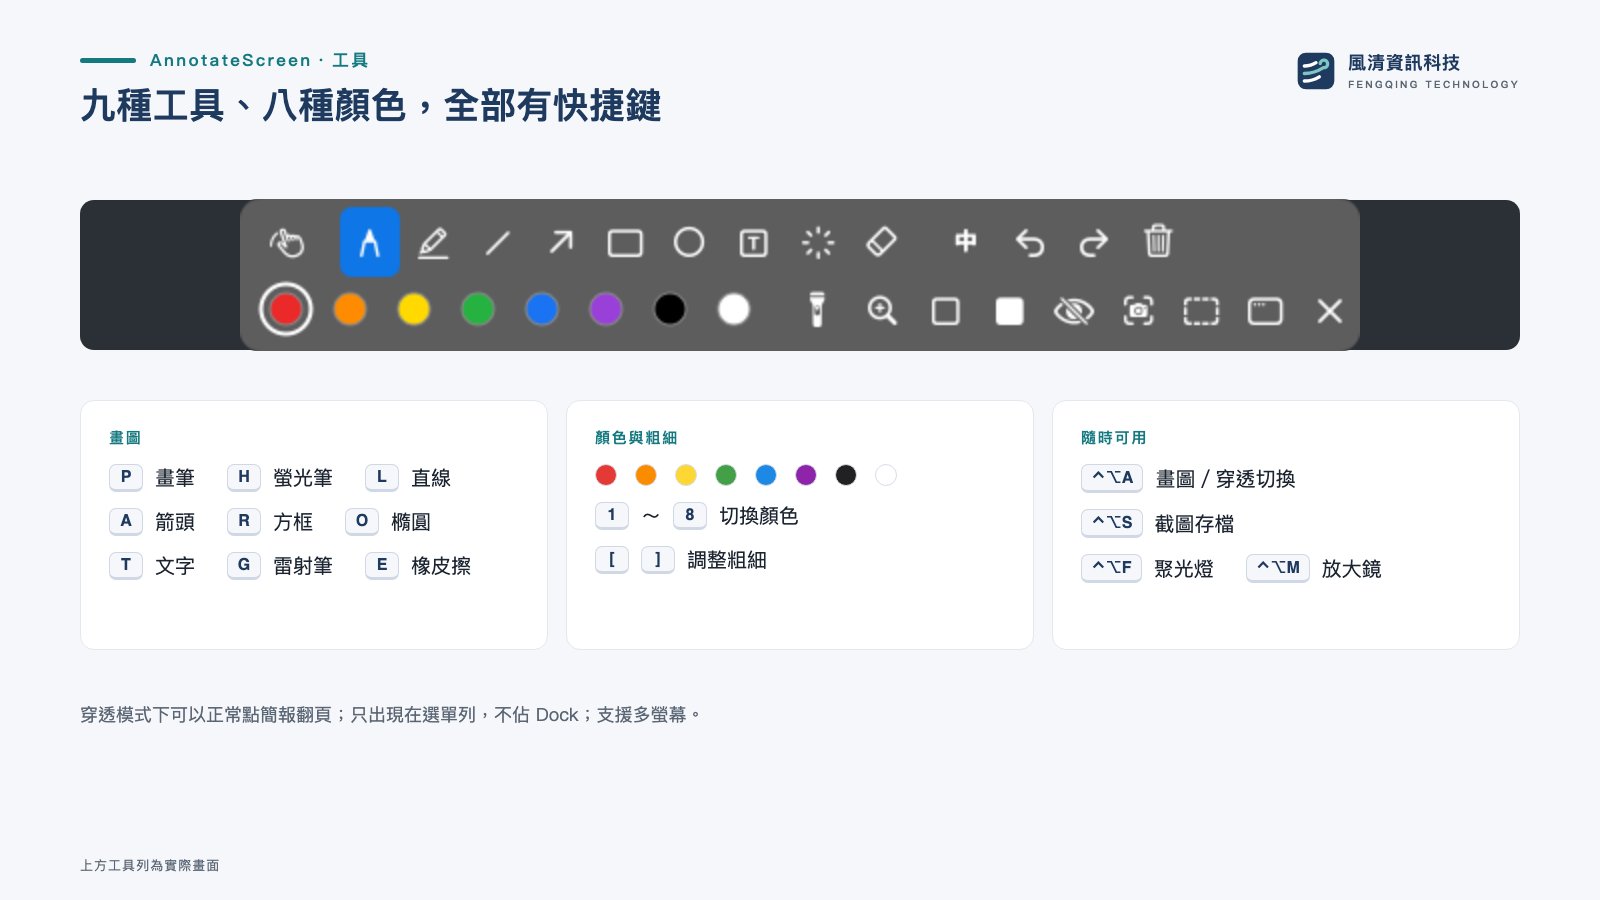 AnnotateScreen · 工具
九種工具、八種顏色，全部有快捷鍵
風清資訊科技
FENGQING TECHNOLOGY
T
中
畫圖
P 畫筆 H 螢光筆 L 直線
A 箭頭 R 方框 O 橢圓
T 文字 G 雷射筆 E 橡皮擦
顏色與粗細
1 ～ 8 切換顏色
[ ] 調整粗細
隨時可用
⌃⌥A 畫圖 / 穿透切換
⌃⌥S 截圖存檔
⌃⌥F 聚光燈 ⌃⌥M 放大鏡
穿透模式下可以正常點簡報翻頁；只出現在選單列，不佔 Dock；支援多螢幕。
上方工具列為實際畫面